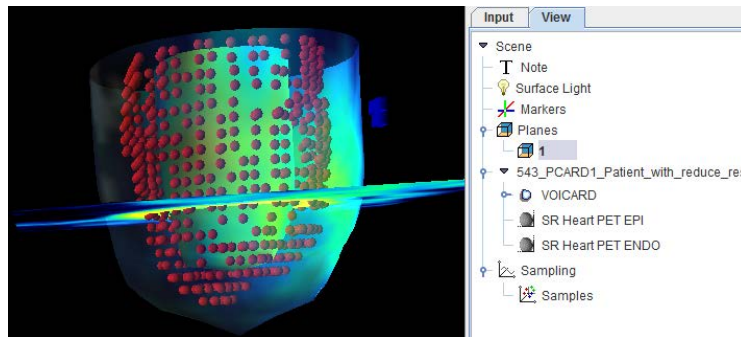 Input View
Scene
Note
Surface Light
Markers
Planes
1
543_PCARD1_Patient_with_reduce_res
VOICARD
SR Heart PET EPI
SR Heart PET ENDO
Sampling
Samples